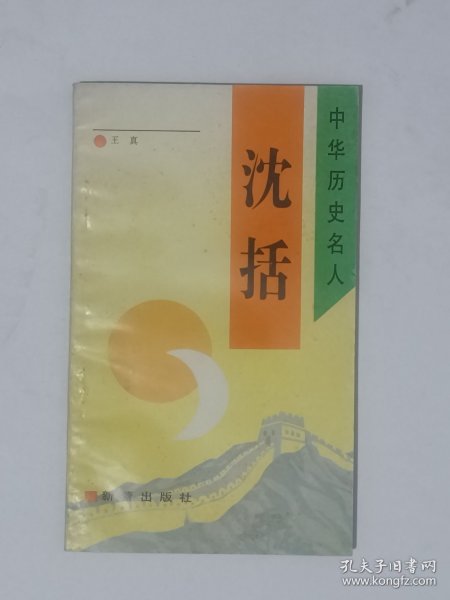 中华历史名人
沈括
王真
新蕾出版社
孔夫子旧书网
www.kongfz.com